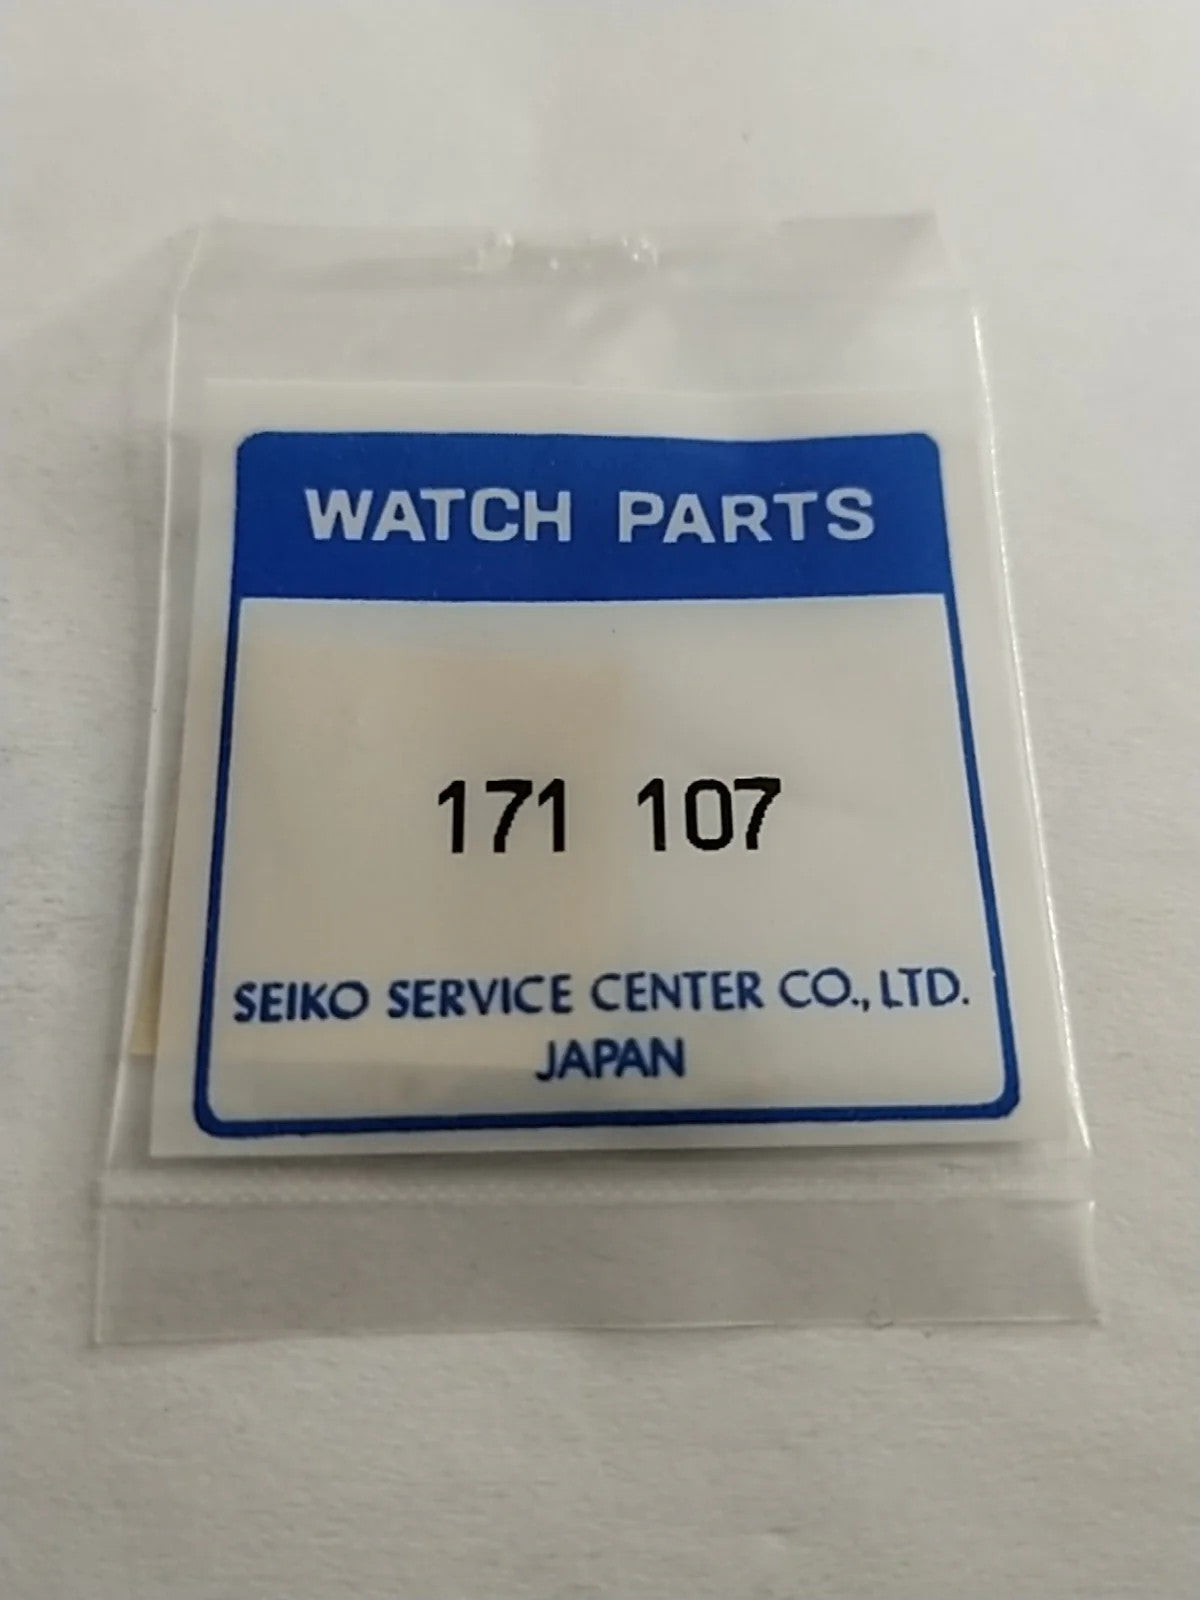 WATCH PARTS
171 107
SEIKO SERVICE CENTER CO., LTD.
JAPAN